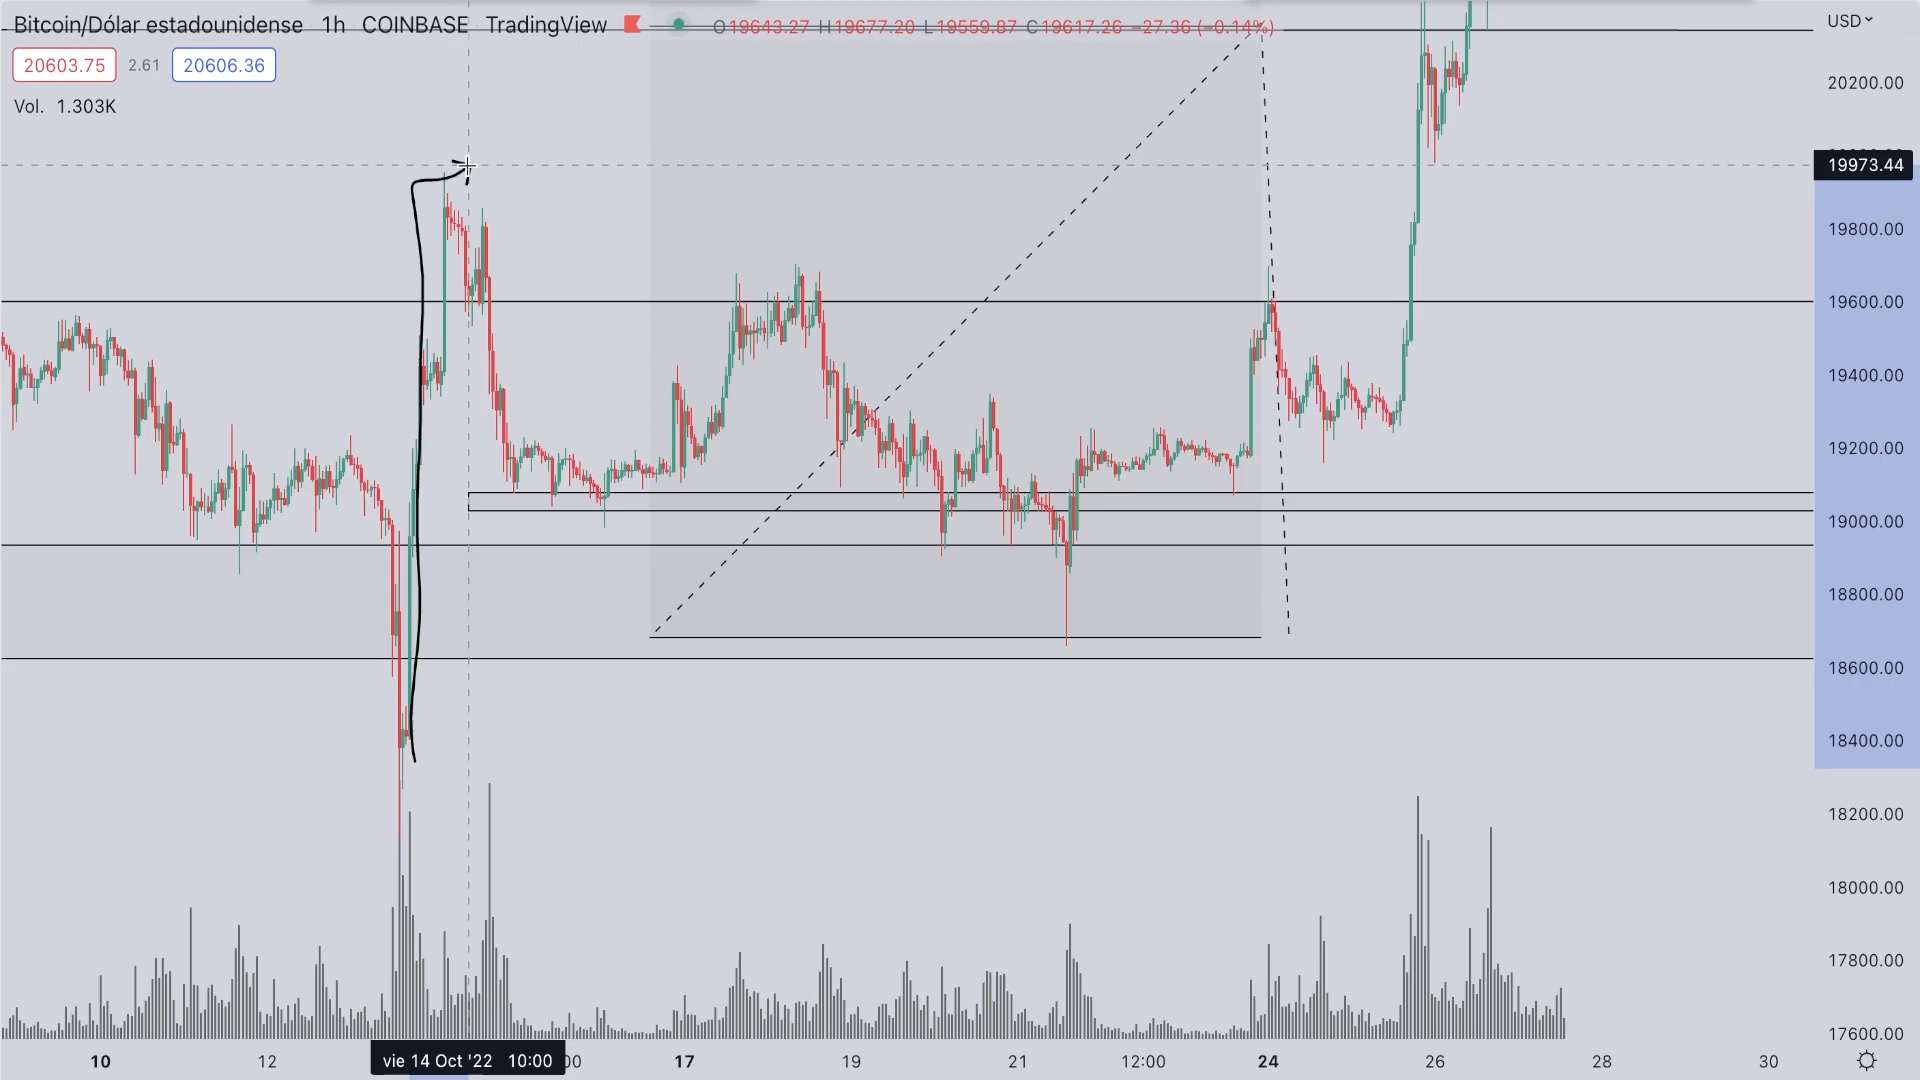 Bitcoin/Dólar estadounidense 1h COINBASE TradingView O19643.27 H19677.20 L19559.87 C19617.26 −27.36 (−0.14%)
USD
20603.75 2.61 20606.36
Vol. 1.303K
20200.00
19973.44
19800.00
19600.00
19400.00
19200.00
19000.00
18800.00
18600.00
18400.00
18200.00
18000.00
17800.00
17600.00
10 12 vie 14 Oct '22 10:00 :00 17 19 21 12:00 24 26 28 30